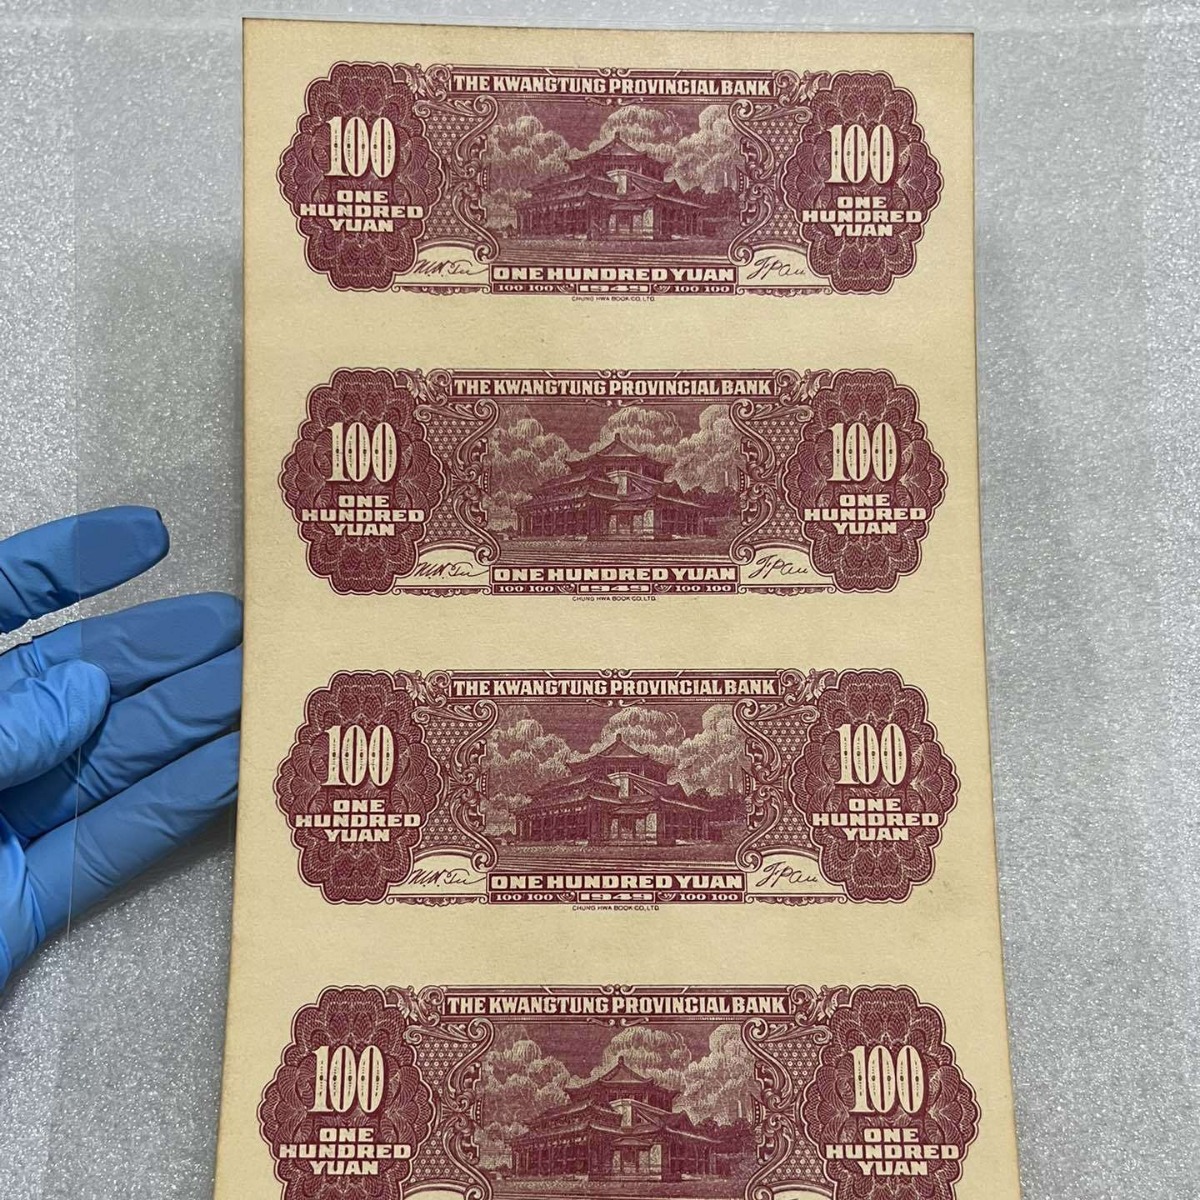 THE KWANGTUNG PROVINCIAL BANK
100 100
ONE ONE
HUNDRED HUNDRED
YUAN YUAN
W.K. Tu ONE HUNDRED YUAN J. Pau
100 100 1949 100 100
CHUNG HWA BOOK CO. LTD.
THE KWANGTUNG PROVINCIAL BANK
100 100
ONE ONE
HUNDRED HUNDRED
YUAN YUAN
ONE HUNDRED YUAN
100 100 1949 100 100
CHUNG HWA BOOK CO. LTD.
THE KWANGTUNG PROVINCIAL BANK
100 100
ONE ONE
HUNDRED HUNDRED
YUAN YUAN
ONE HUNDRED YUAN
100 100 1949 100 100
CHUNG HWA BOOK CO. LTD.
THE KWANGTUNG PROVINCIAL BANK
100 100
ONE ONE
HUNDRED HUNDRED
YUAN YUAN